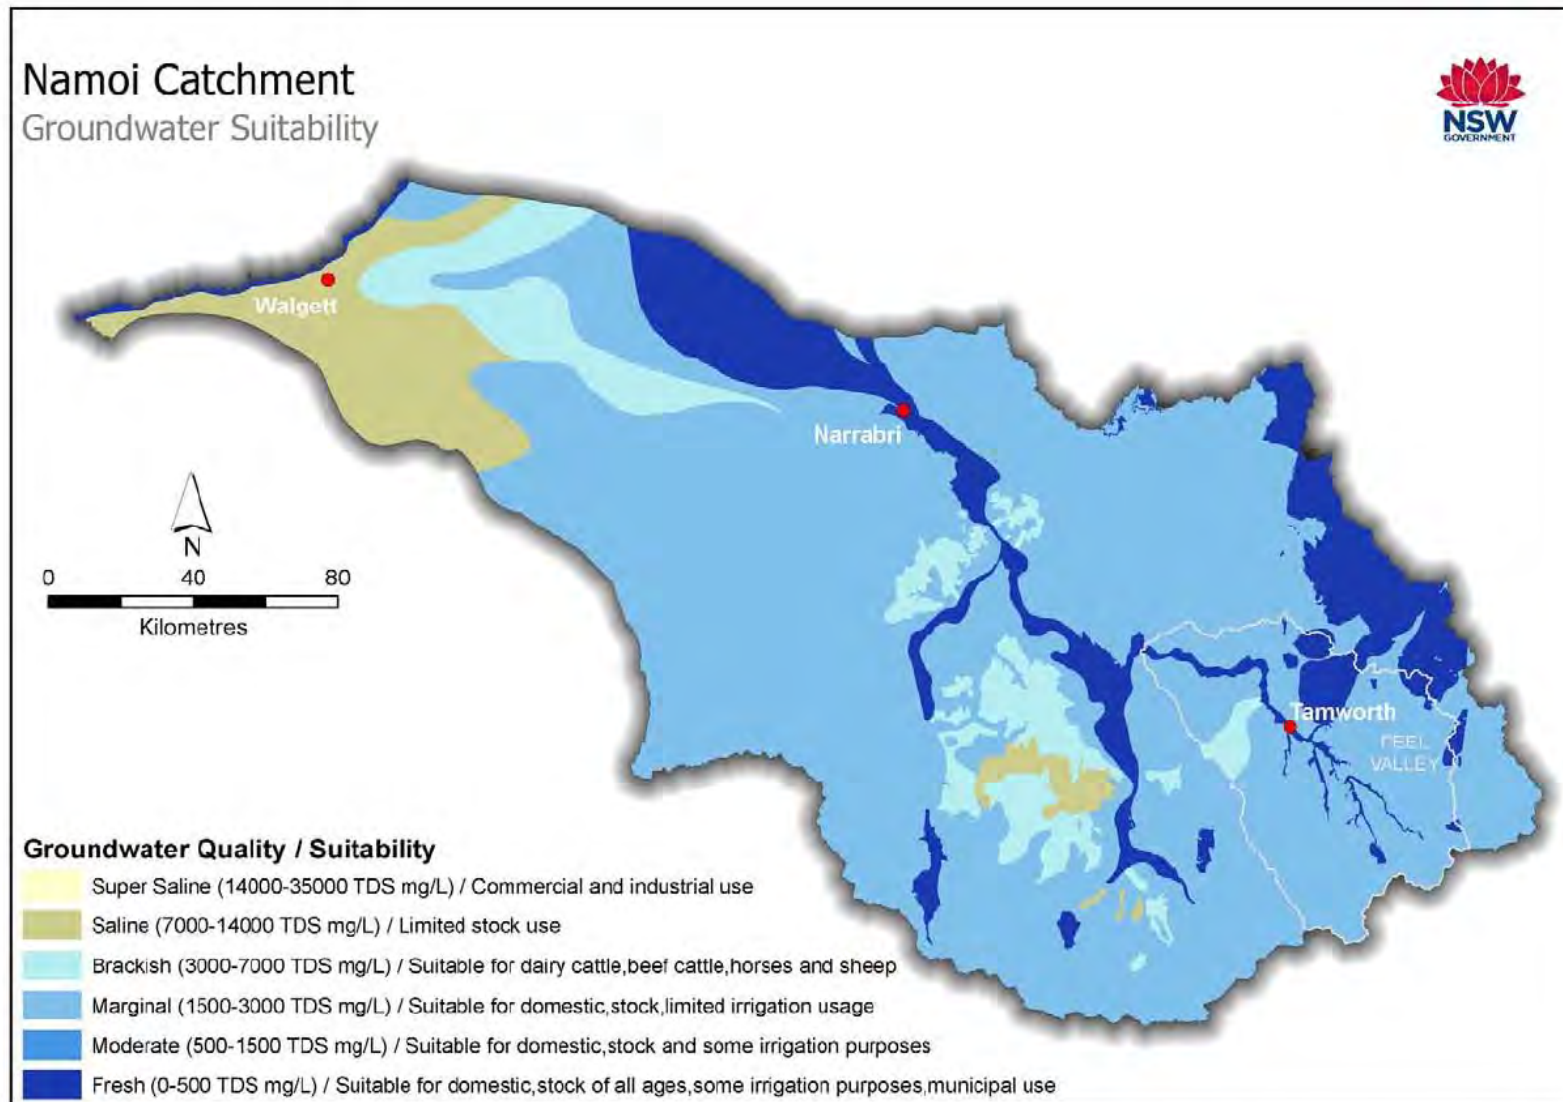 Namoi Catchment
Groundwater Suitability
NSW
GOVERNMENT
Walgett
Narrabri
N
0 40 80
Kilometres
Tamworth
PEEL
VALLEY
Groundwater Quality / Suitability
Super Saline (14000-35000 TDS mg/L) / Commercial and industrial use
Saline (7000-14000 TDS mg/L) / Limited stock use
Brackish (3000-7000 TDS mg/L) / Suitable for dairy cattle,beef cattle,horses and sheep
Marginal (1500-3000 TDS mg/L) / Suitable for domestic,stock,limited irrigation usage
Moderate (500-1500 TDS mg/L) / Suitable for domestic,stock and some irrigation purposes
Fresh (0-500 TDS mg/L) / Suitable for domestic,stock of all ages,some irrigation purposes,municipal use